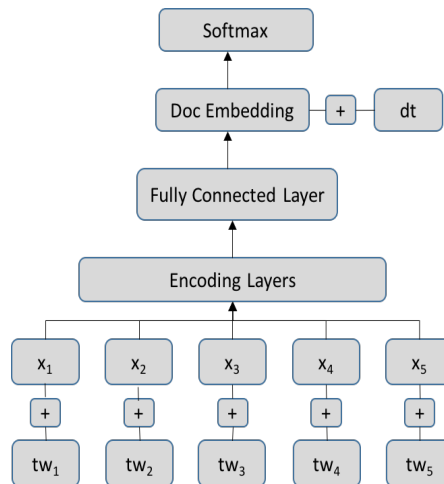 Softmax
Doc Embedding + dt
Fully Connected Layer
Encoding Layers
x₁ x₂ x₃ x₄ x₅
+ + + + +
tw₁ tw₂ tw₃ tw₄ tw₅